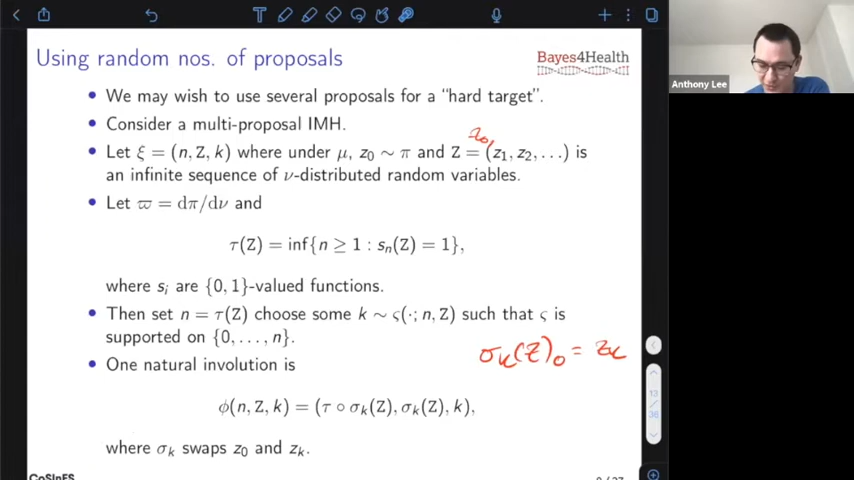 Using random nos. of proposals
Bayes4Health
Anthony Lee
• We may wish to use several proposals for a “hard target”.
• Consider a multi-proposal IMH.
z₀,
• Let ξ = (n, Z, k) where under μ, z₀ ∼ π and Z = (z₁, z₂, . . .) is
an infinite sequence of ν-distributed random variables.
• Let ϖ = dπ/dν and
τ(Z) = inf{n ≥ 1 : sₙ(Z) = 1},
where sᵢ are {0, 1}-valued functions.
• Then set n = τ(Z) choose some k ∼ ς(·; n, Z) such that ς is
supported on {0, . . . , n}.
σₖ(Z)₀ = zₖ
• One natural involution is
ϕ(n, Z, k) = (τ ∘ σₖ(Z), σₖ(Z), k),
where σₖ swaps z₀ and zₖ.
CoSInES
13
/
36